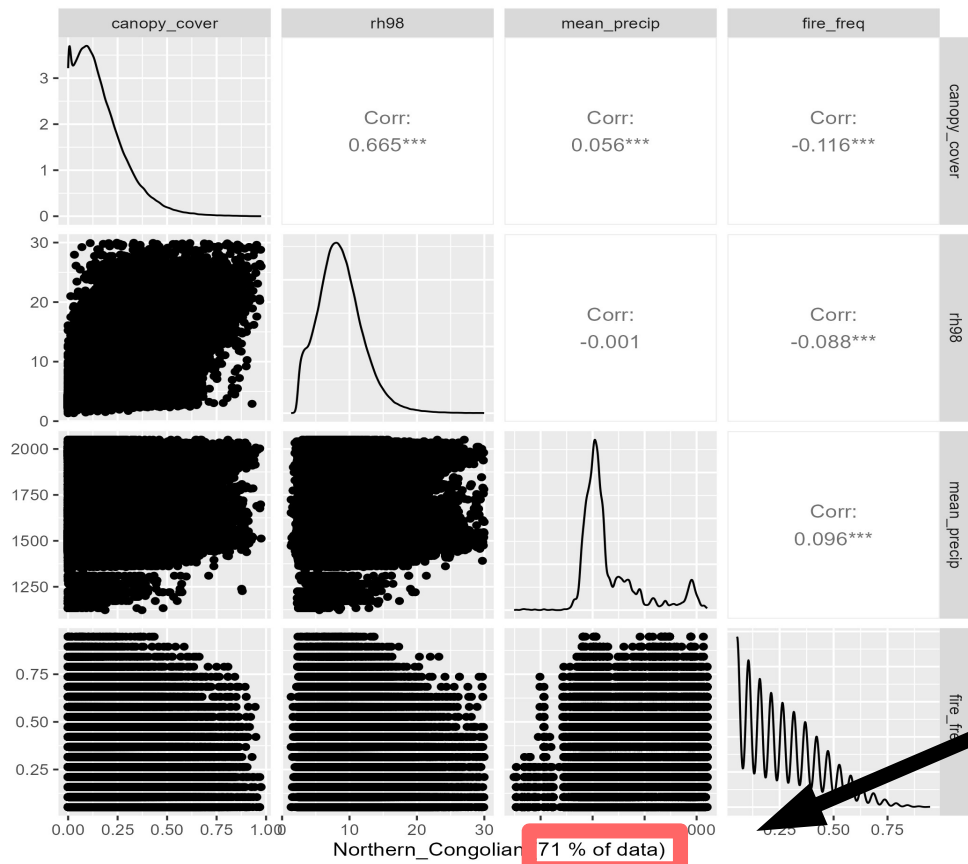 canopy_cover rh98 mean_precip fire_freq
3
2
1
0
Corr:
0.665***
Corr:
0.056***
Corr:
-0.116***
canopy_cover
30
20
10
0
Corr:
-0.001
Corr:
-0.088***
rh98
2000
1750
1500
1250
Corr:
0.096***
mean_precip
0.75
0.50
0.25
0.00 0.25 0.50 0.75 1.00
10 20 30
0.25 0.50 0.75
Northern_Congolian 71 % of data)